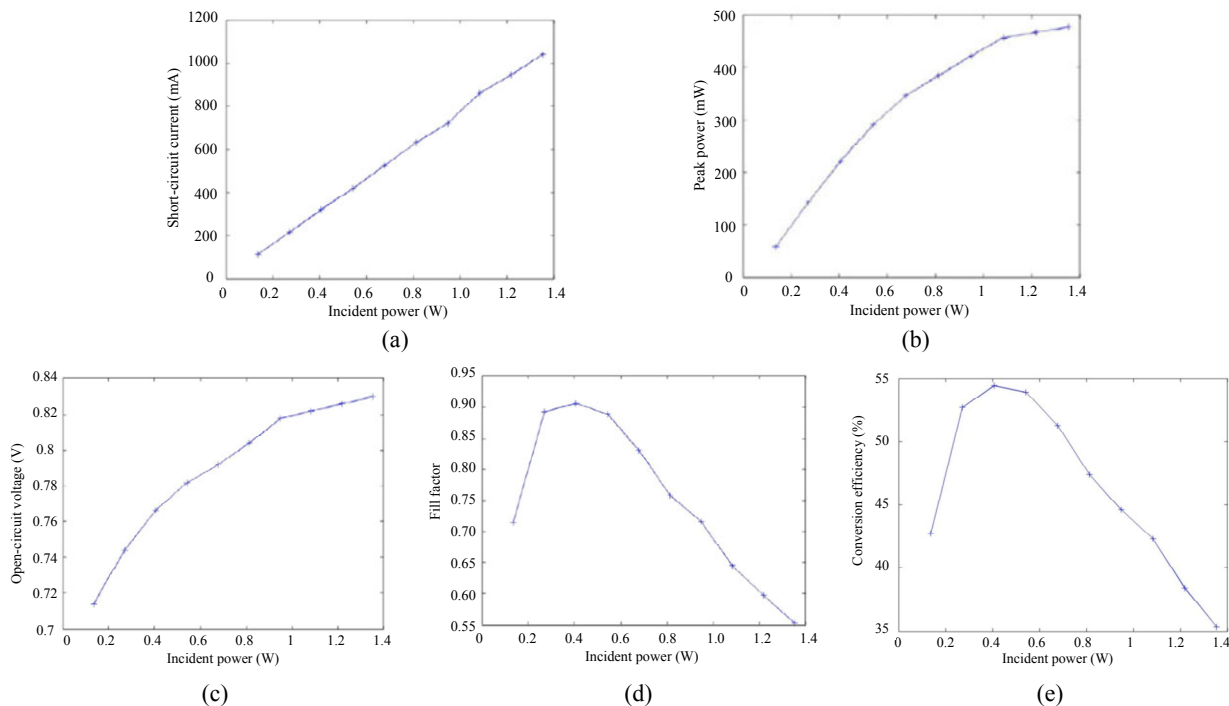 1200
1000
800
600
400
200
0
Short-circuit current (mA)
0 0.2 0.4 0.6 0.8 1.0 1.2 1.4
Incident power (W)
(a)
500
400
300
200
100
0
Peak power (mW)
0 0.2 0.4 0.6 0.8 1 1.2 1.4
Incident power (W)
(b)
0.84
0.82
0.8
0.78
0.76
0.74
0.72
0.7
Open-circuit voltage (V)
0 0.2 0.4 0.6 0.8 1 1.2 1.4
Incident power (W)
(c)
0.95
0.90
0.85
0.80
0.75
0.70
0.65
0.60
0.55
Fill factor
0 0.2 0.4 0.6 0.8 1.0 1.2 1.4
Incident power (W)
(d)
55
50
45
40
35
Conversion efficiency (%)
0 0.2 0.4 0.6 0.8 1 1.2 1.4
Incident power (W)
(e)